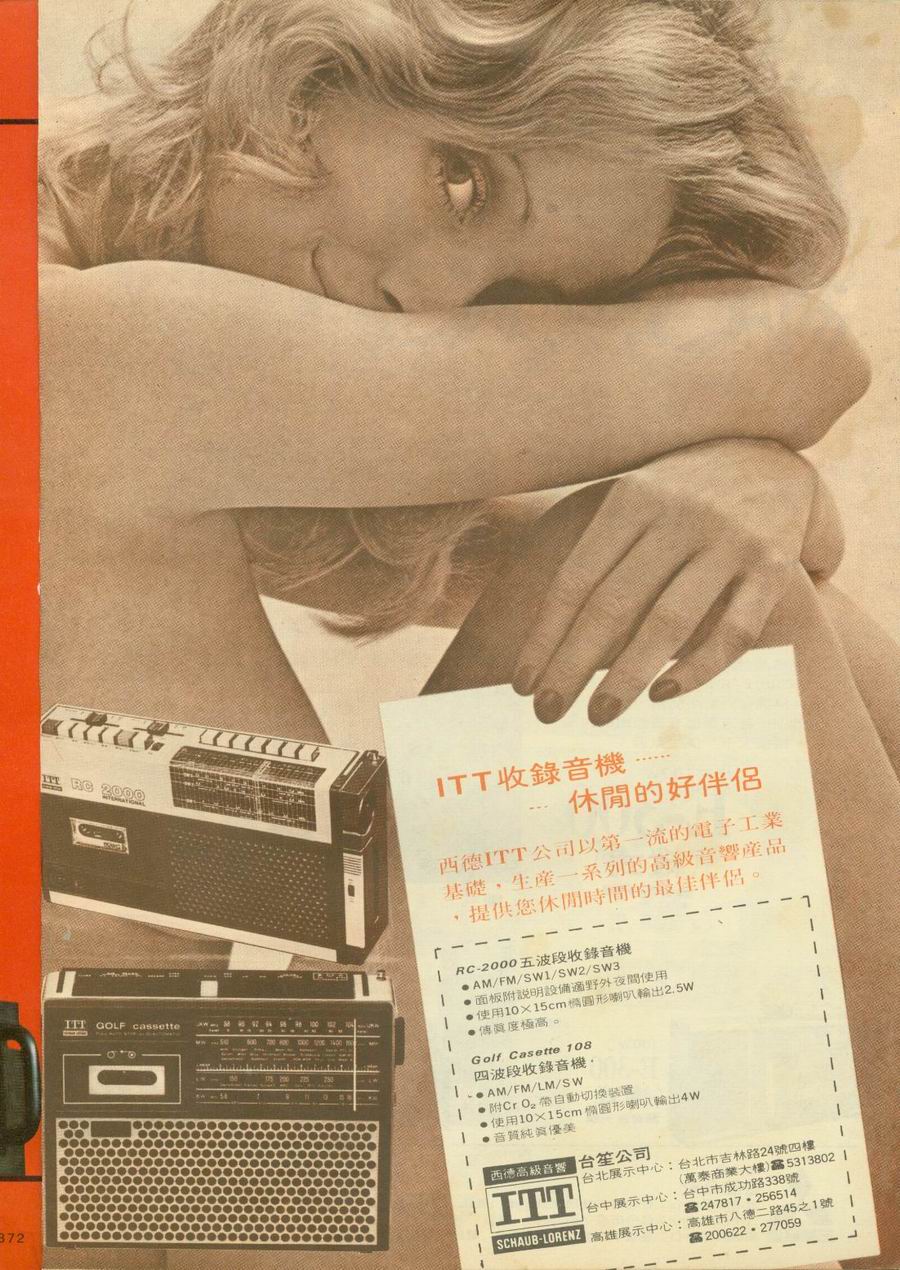 ITT收錄音機……
…休閒的好伴侶
西德ITT公司以第一流的電子工業
基礎，生產一系列的高級音響產品
，提供您休閒時間的最佳伴侶。
RC-2000五波段收錄音機
●AM/FM/SW1/SW2/SW3
●面板附説明設備適野外夜間使用
●使用10×15cm橢圓形喇叭輸出2.5W
●傳眞度極高。
Golf Casette 108
四波段收錄音機·
●AM/FM/LM/SW
●附Cr O₂ 帶自動切換裝置
●使用10×15cm橢圓形喇叭輸出4W
●音質純眞優美
西德高級音響
ITT
SCHAUB-LORENZ
台笙公司
台北展示中心：台北市吉林路24號四樓
(萬泰商業大樓)☎5313802
台中展示中心：台中市成功路338號
☎247817·256514
高雄展示中心：高雄市八德二路45之1號
☎200622·277059
ITT RC 2000
INTERNATIONAL
ITT GOLF cassette
372